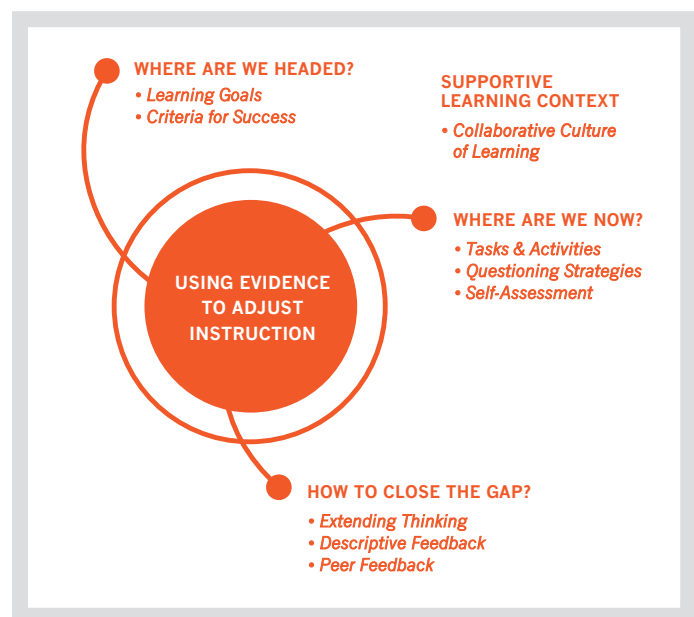 WHERE ARE WE HEADED?
• Learning Goals
• Criteria for Success
SUPPORTIVE
LEARNING CONTEXT
• Collaborative Culture
of Learning
WHERE ARE WE NOW?
• Tasks & Activities
• Questioning Strategies
• Self-Assessment
USING EVIDENCE
TO ADJUST
INSTRUCTION
HOW TO CLOSE THE GAP?
• Extending Thinking
• Descriptive Feedback
• Peer Feedback